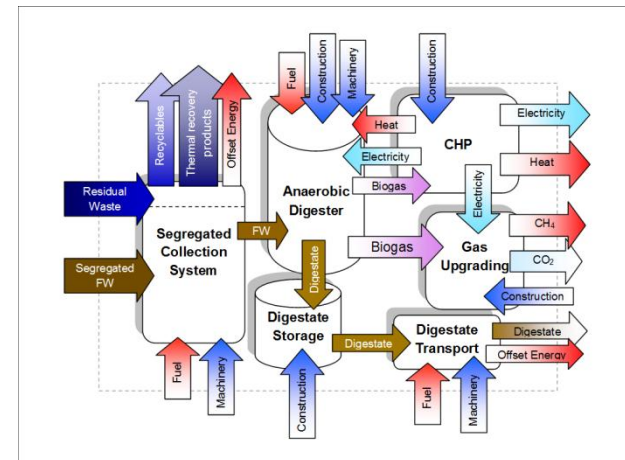 Fuel
Construction
Machinery
Construction
Recyclables
Thermal recovery
products
Offset Energy
Heat
Electricity
CHP
Electricity
Heat
Residual
Waste
Anaerobic
Digester
Biogas
Electricity
Segregated
Collection
System
FW
Biogas
Gas
Upgrading
CH4
CO2
Segregated
FW
Digestate
Construction
Digestate
Storage
Digestate
Digestate
Transport
Digestate
Offset Energy
Fuel
Machinery
Construction
Fuel
Machinery